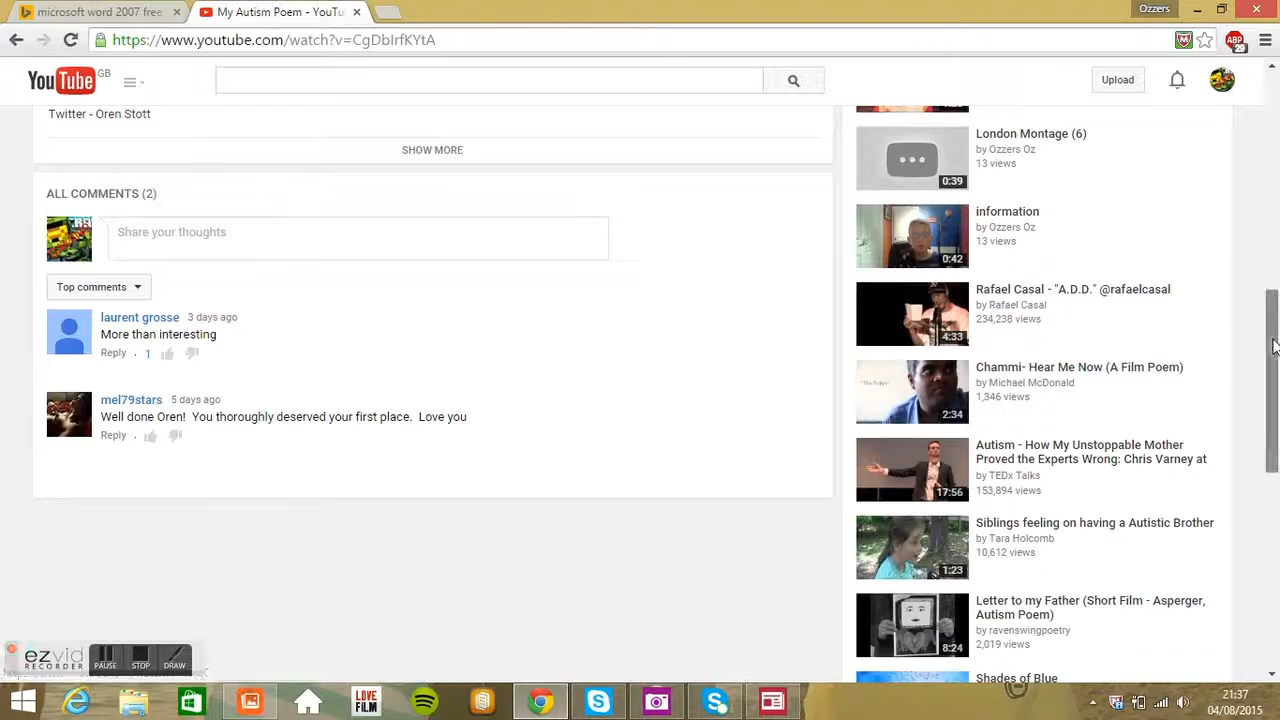 microsoft word 2007 free
My Autism Poem - YouTu
Ozzers
https://www.youtube.com/watch?v=CgDbIrfKYtA
ABP
29
YouTube GB
Upload
Twitter - Oren Stott
SHOW MORE
ALL COMMENTS (2)
Share your thoughts
Top comments
laurent grosse 3 days ago
More than interesting
Reply . 1
mel79stars 5 days ago
Well done Oren! You thoroughly deserved your first place. Love you
Reply .
London Montage (6)
by Ozzers Oz
13 views
0:39
information
by Ozzers Oz
13 views
0:42
Rafael Casal - "A.D.D." @rafaelcasal
by Rafael Casal
234,238 views
4:33
Chammi- Hear Me Now (A Film Poem)
by Michael McDonald
1,346 views
2:34
Autism - How My Unstoppable Mother
Proved the Experts Wrong: Chris Varney at
by TEDx Talks
153,894 views
17:56
Siblings feeling on having a Autistic Brother
by Tara Holcomb
10,612 views
1:23
Letter to my Father (Short Film - Asperger,
Autism Poem)
by ravenswingpoetry
2,019 views
8:24
Shades of Blue
ezvid
RECORDER
PAUSE
STOP
DRAW
LOVE
FiLM
21:37
04/08/2015